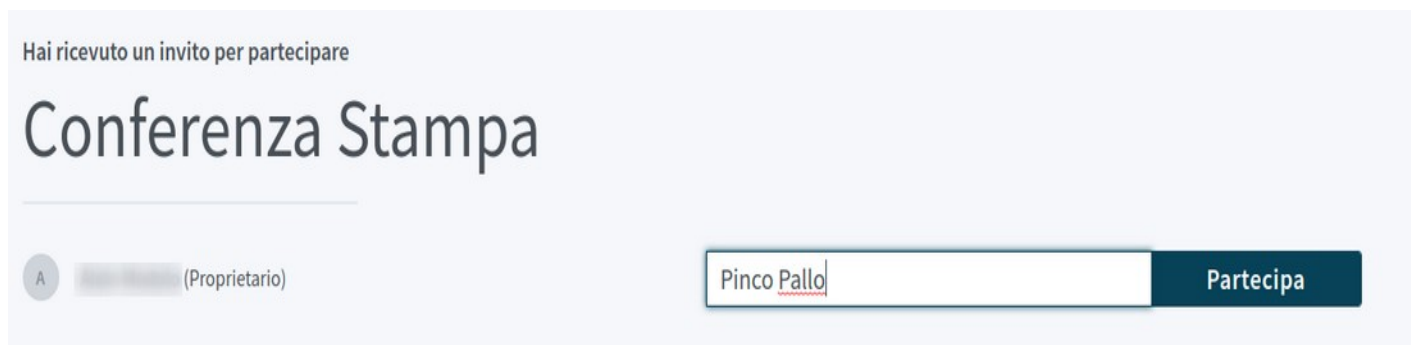 Hai ricevuto un invito per partecipare
Conferenza Stampa
A (Proprietario)
Pinco Pallo
Partecipa